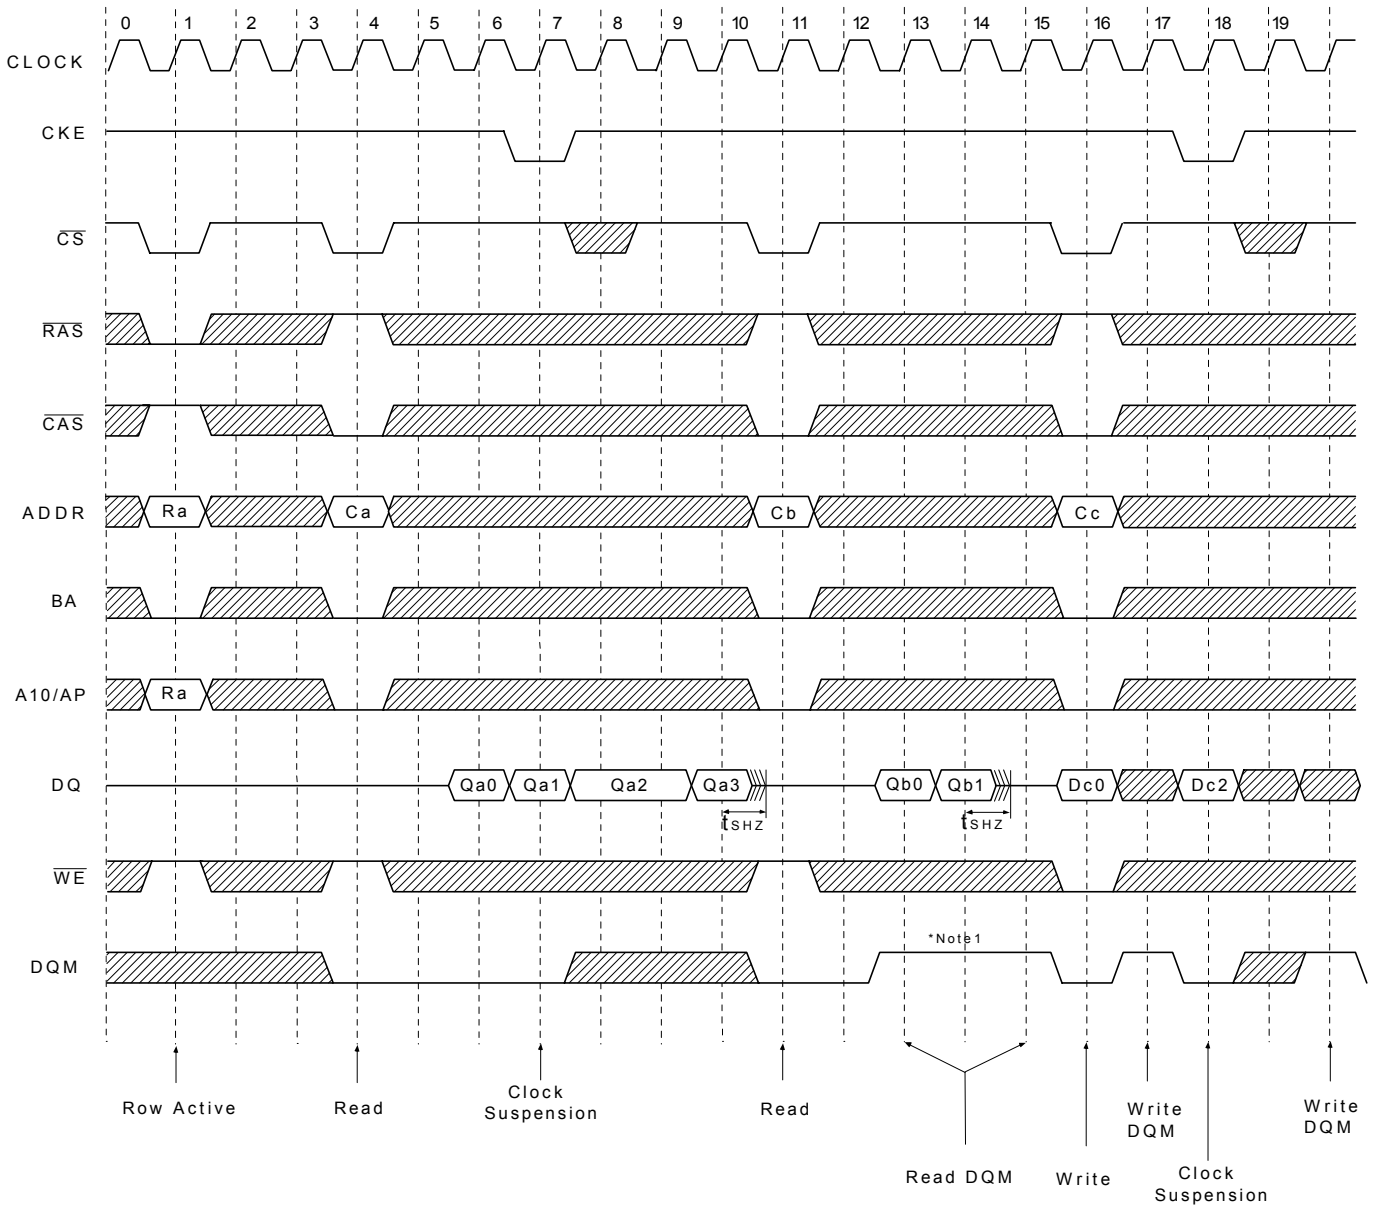 0 1 2 3 4 5 6 7 8 9 10 11 12 13 14 15 16 17 18 19
CLOCK
CKE
CS
RAS
CAS
ADDR Ra Ca Cb Cc
BA
A10/AP Ra
DQ Qa0 Qa1 Qa2 Qa3 Qb0 Qb1 Dc0 Dc2
tSHZ tSHZ
WE
*Note1
DQM
Row Active
Read
Clock
Suspension
Read
Read DQM
Write
Write
DQM
Clock
Suspension
Write
DQM